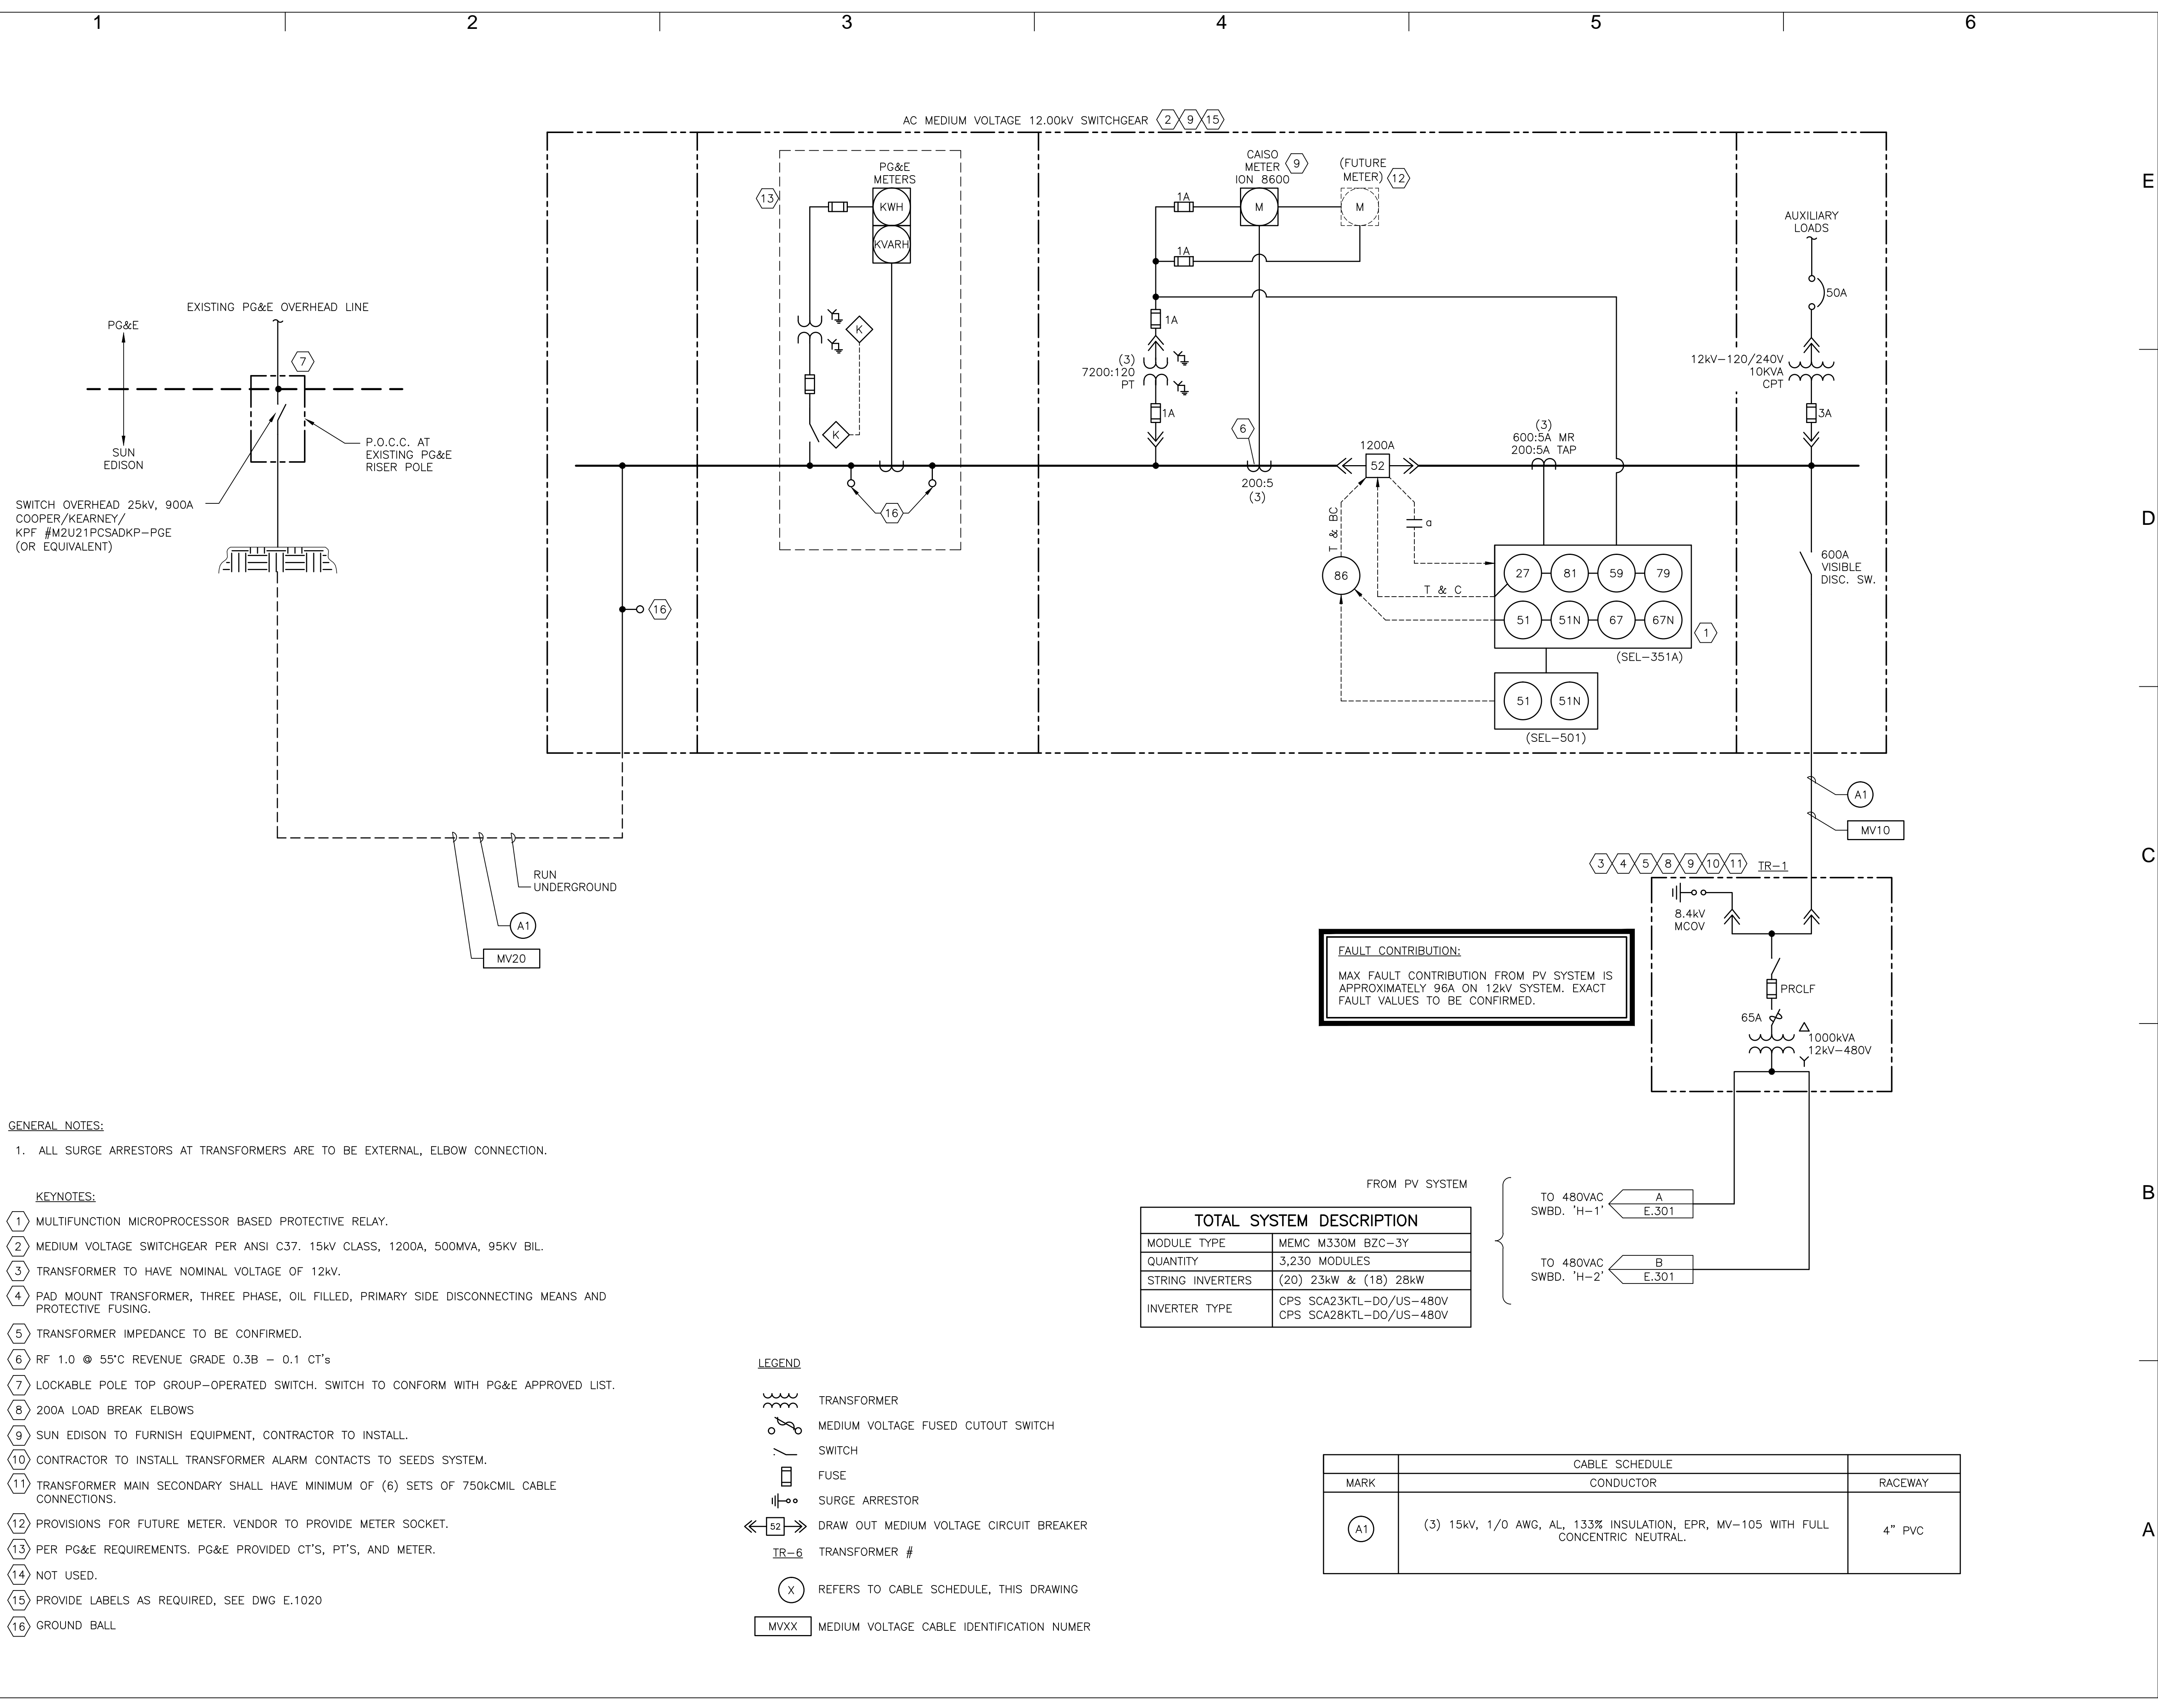 1 2 3 4 5 6
AC MEDIUM VOLTAGE 12.00kV SWITCHGEAR 2 9 15
CAISO
METER 9
ION 8600
(FUTURE
METER) 12
PG&E
METERS
13
KWH
KVARH
1A
M
M
1A
E
AUXILIARY
LOADS
50A
EXISTING PG&E OVERHEAD LINE
PG&E
7
K
K
1A
(3)
7200:120
PT
1A
12kV-120/240V
10KVA
CPT
3A
SUN
EDISON
P.O.C.C. AT
EXISTING PG&E
RISER POLE
6
1200A
52
(3)
600:5A MR
200:5A TAP
200:5
(3)
SWITCH OVERHEAD 25kV, 900A
COOPER/KEARNEY/
KPF #M2U21PCSADKP-PGE
(OR EQUIVALENT)
16
T & BC
a
D
86
27 81 59 79
T & C
51 51N 67 67N
1
(SEL-351A)
600A
VISIBLE
DISC. SW.
16
51 51N
(SEL-501)
A1
MV10
C
RUN
UNDERGROUND
A1
MV20
3 4 5 8 9 10 11 TR-1
8.4kV
MCOV
PRCLF
65A
1000kVA
12kV-480V
FAULT CONTRIBUTION:
MAX FAULT CONTRIBUTION FROM PV SYSTEM IS
APPROXIMATELY 96A ON 12kV SYSTEM. EXACT
FAULT VALUES TO BE CONFIRMED.
GENERAL NOTES:
1. ALL SURGE ARRESTORS AT TRANSFORMERS ARE TO BE EXTERNAL, ELBOW CONNECTION.
KEYNOTES:
1 MULTIFUNCTION MICROPROCESSOR BASED PROTECTIVE RELAY.
2 MEDIUM VOLTAGE SWITCHGEAR PER ANSI C37. 15kV CLASS, 1200A, 500MVA, 95KV BIL.
3 TRANSFORMER TO HAVE NOMINAL VOLTAGE OF 12kV.
4 PAD MOUNT TRANSFORMER, THREE PHASE, OIL FILLED, PRIMARY SIDE DISCONNECTING MEANS AND
PROTECTIVE FUSING.
5 TRANSFORMER IMPEDANCE TO BE CONFIRMED.
6 RF 1.0 @ 55°C REVENUE GRADE 0.3B - 0.1 CT's
7 LOCKABLE POLE TOP GROUP-OPERATED SWITCH. SWITCH TO CONFORM WITH PG&E APPROVED LIST.
8 200A LOAD BREAK ELBOWS
9 SUN EDISON TO FURNISH EQUIPMENT, CONTRACTOR TO INSTALL.
10 CONTRACTOR TO INSTALL TRANSFORMER ALARM CONTACTS TO SEEDS SYSTEM.
11 TRANSFORMER MAIN SECONDARY SHALL HAVE MINIMUM OF (6) SETS OF 750kCMIL CABLE
CONNECTIONS.
12 PROVISIONS FOR FUTURE METER. VENDOR TO PROVIDE METER SOCKET.
13 PER PG&E REQUIREMENTS. PG&E PROVIDED CT'S, PT'S, AND METER.
14 NOT USED.
15 PROVIDE LABELS AS REQUIRED, SEE DWG E.1020
16 GROUND BALL
LEGEND
TRANSFORMER
MEDIUM VOLTAGE FUSED CUTOUT SWITCH
SWITCH
FUSE
SURGE ARRESTOR
52 DRAW OUT MEDIUM VOLTAGE CIRCUIT BREAKER
TR-6 TRANSFORMER #
X REFERS TO CABLE SCHEDULE, THIS DRAWING
MVXX MEDIUM VOLTAGE CABLE IDENTIFICATION NUMER
FROM PV SYSTEM
TO 480VAC
SWBD. 'H-1'
A
E.301
TO 480VAC
SWBD. 'H-2'
B
E.301
B
TOTAL SYSTEM DESCRIPTION
MODULE TYPE MEMC M330M BZC-3Y
QUANTITY 3,230 MODULES
STRING INVERTERS (20) 23kW & (18) 28kW
INVERTER TYPE CPS SCA23KTL-DO/US-480V
CPS SCA28KTL-DO/US-480V
CABLE SCHEDULE
MARK CONDUCTOR RACEWAY
A1 (3) 15kV, 1/0 AWG, AL, 133% INSULATION, EPR, MV-105 WITH FULL
CONCENTRIC NEUTRAL.
4" PVC
A